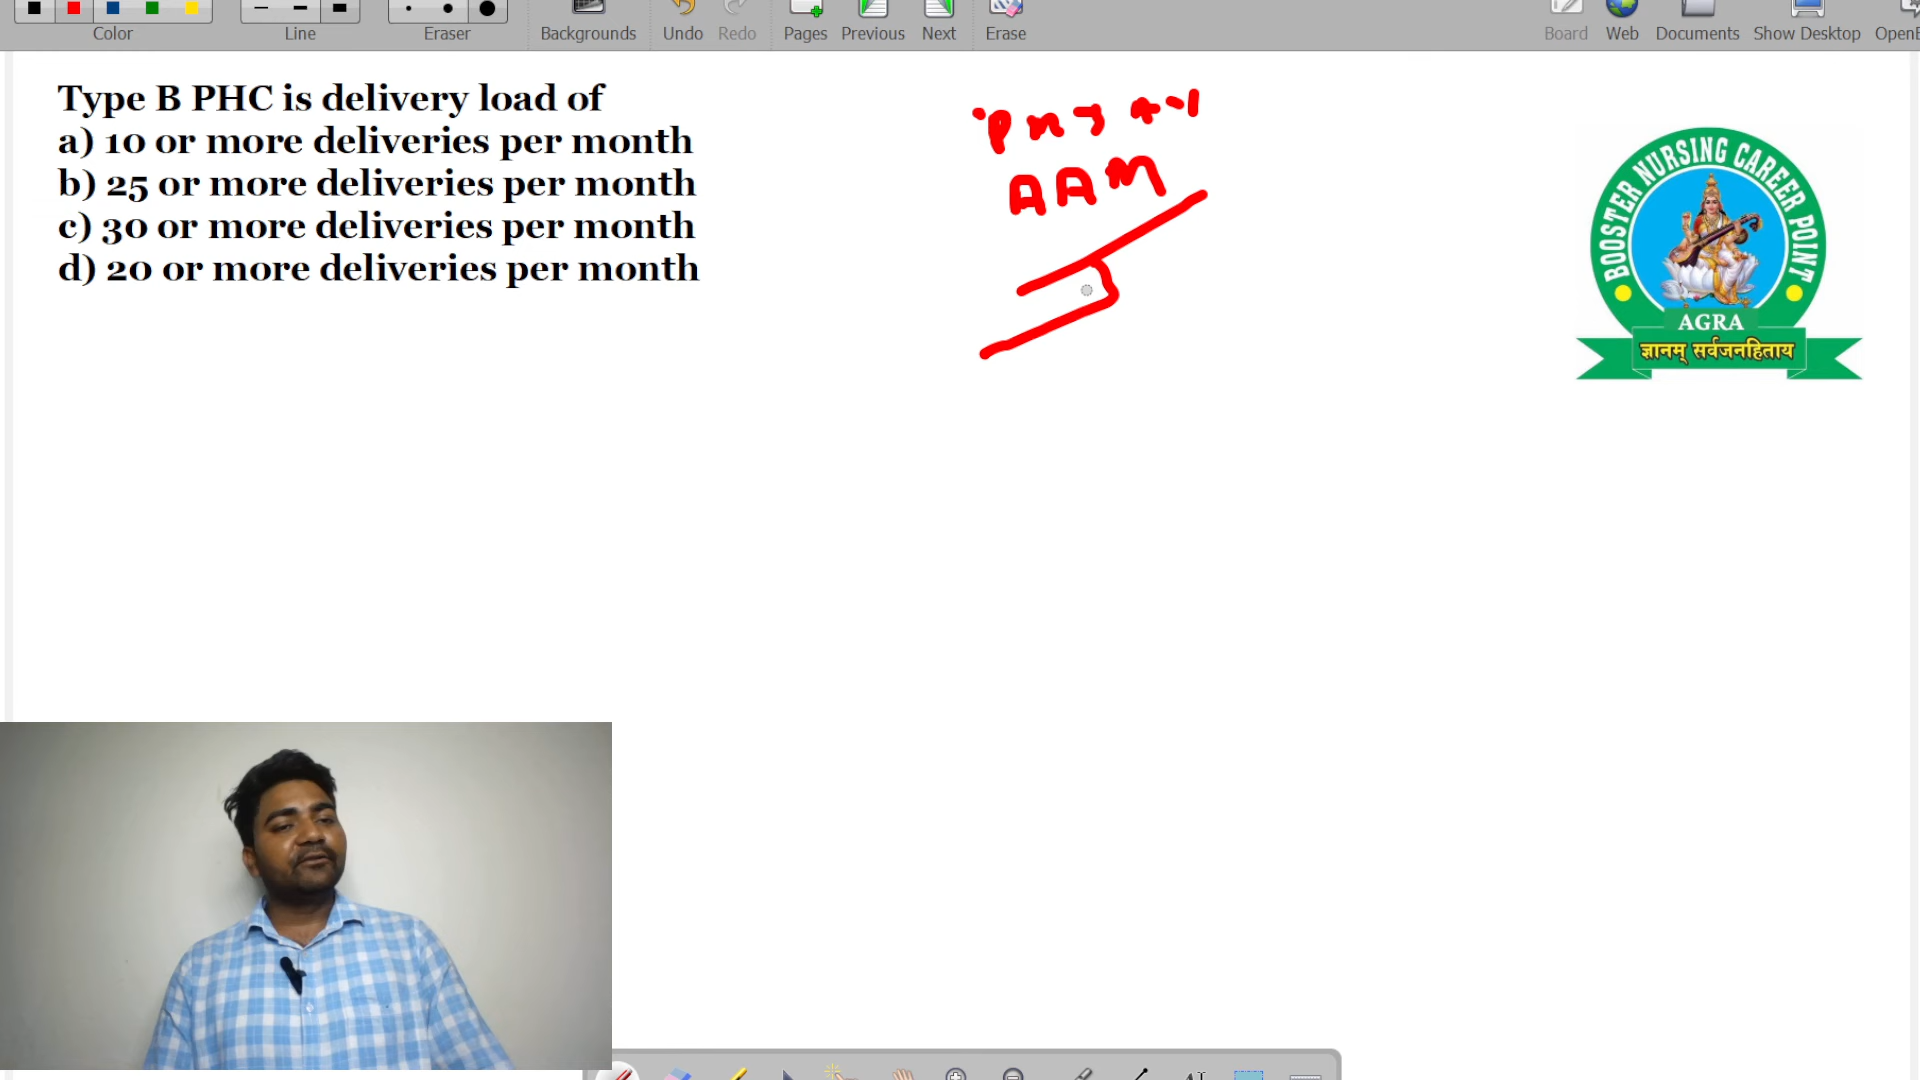 Color
Line
Eraser
Backgrounds
Undo
Redo
Pages
Previous
Next
Erase
Board
Web
Documents
Show Desktop
Type B PHC is delivery load of
a) 10 or more deliveries per month
b) 25 or more deliveries per month
c) 30 or more deliveries per month
d) 20 or more deliveries per month
AAM
BOOSTER NURSING CAREER POINT
AGRA
ज्ञानम् सर्वजनहिताय